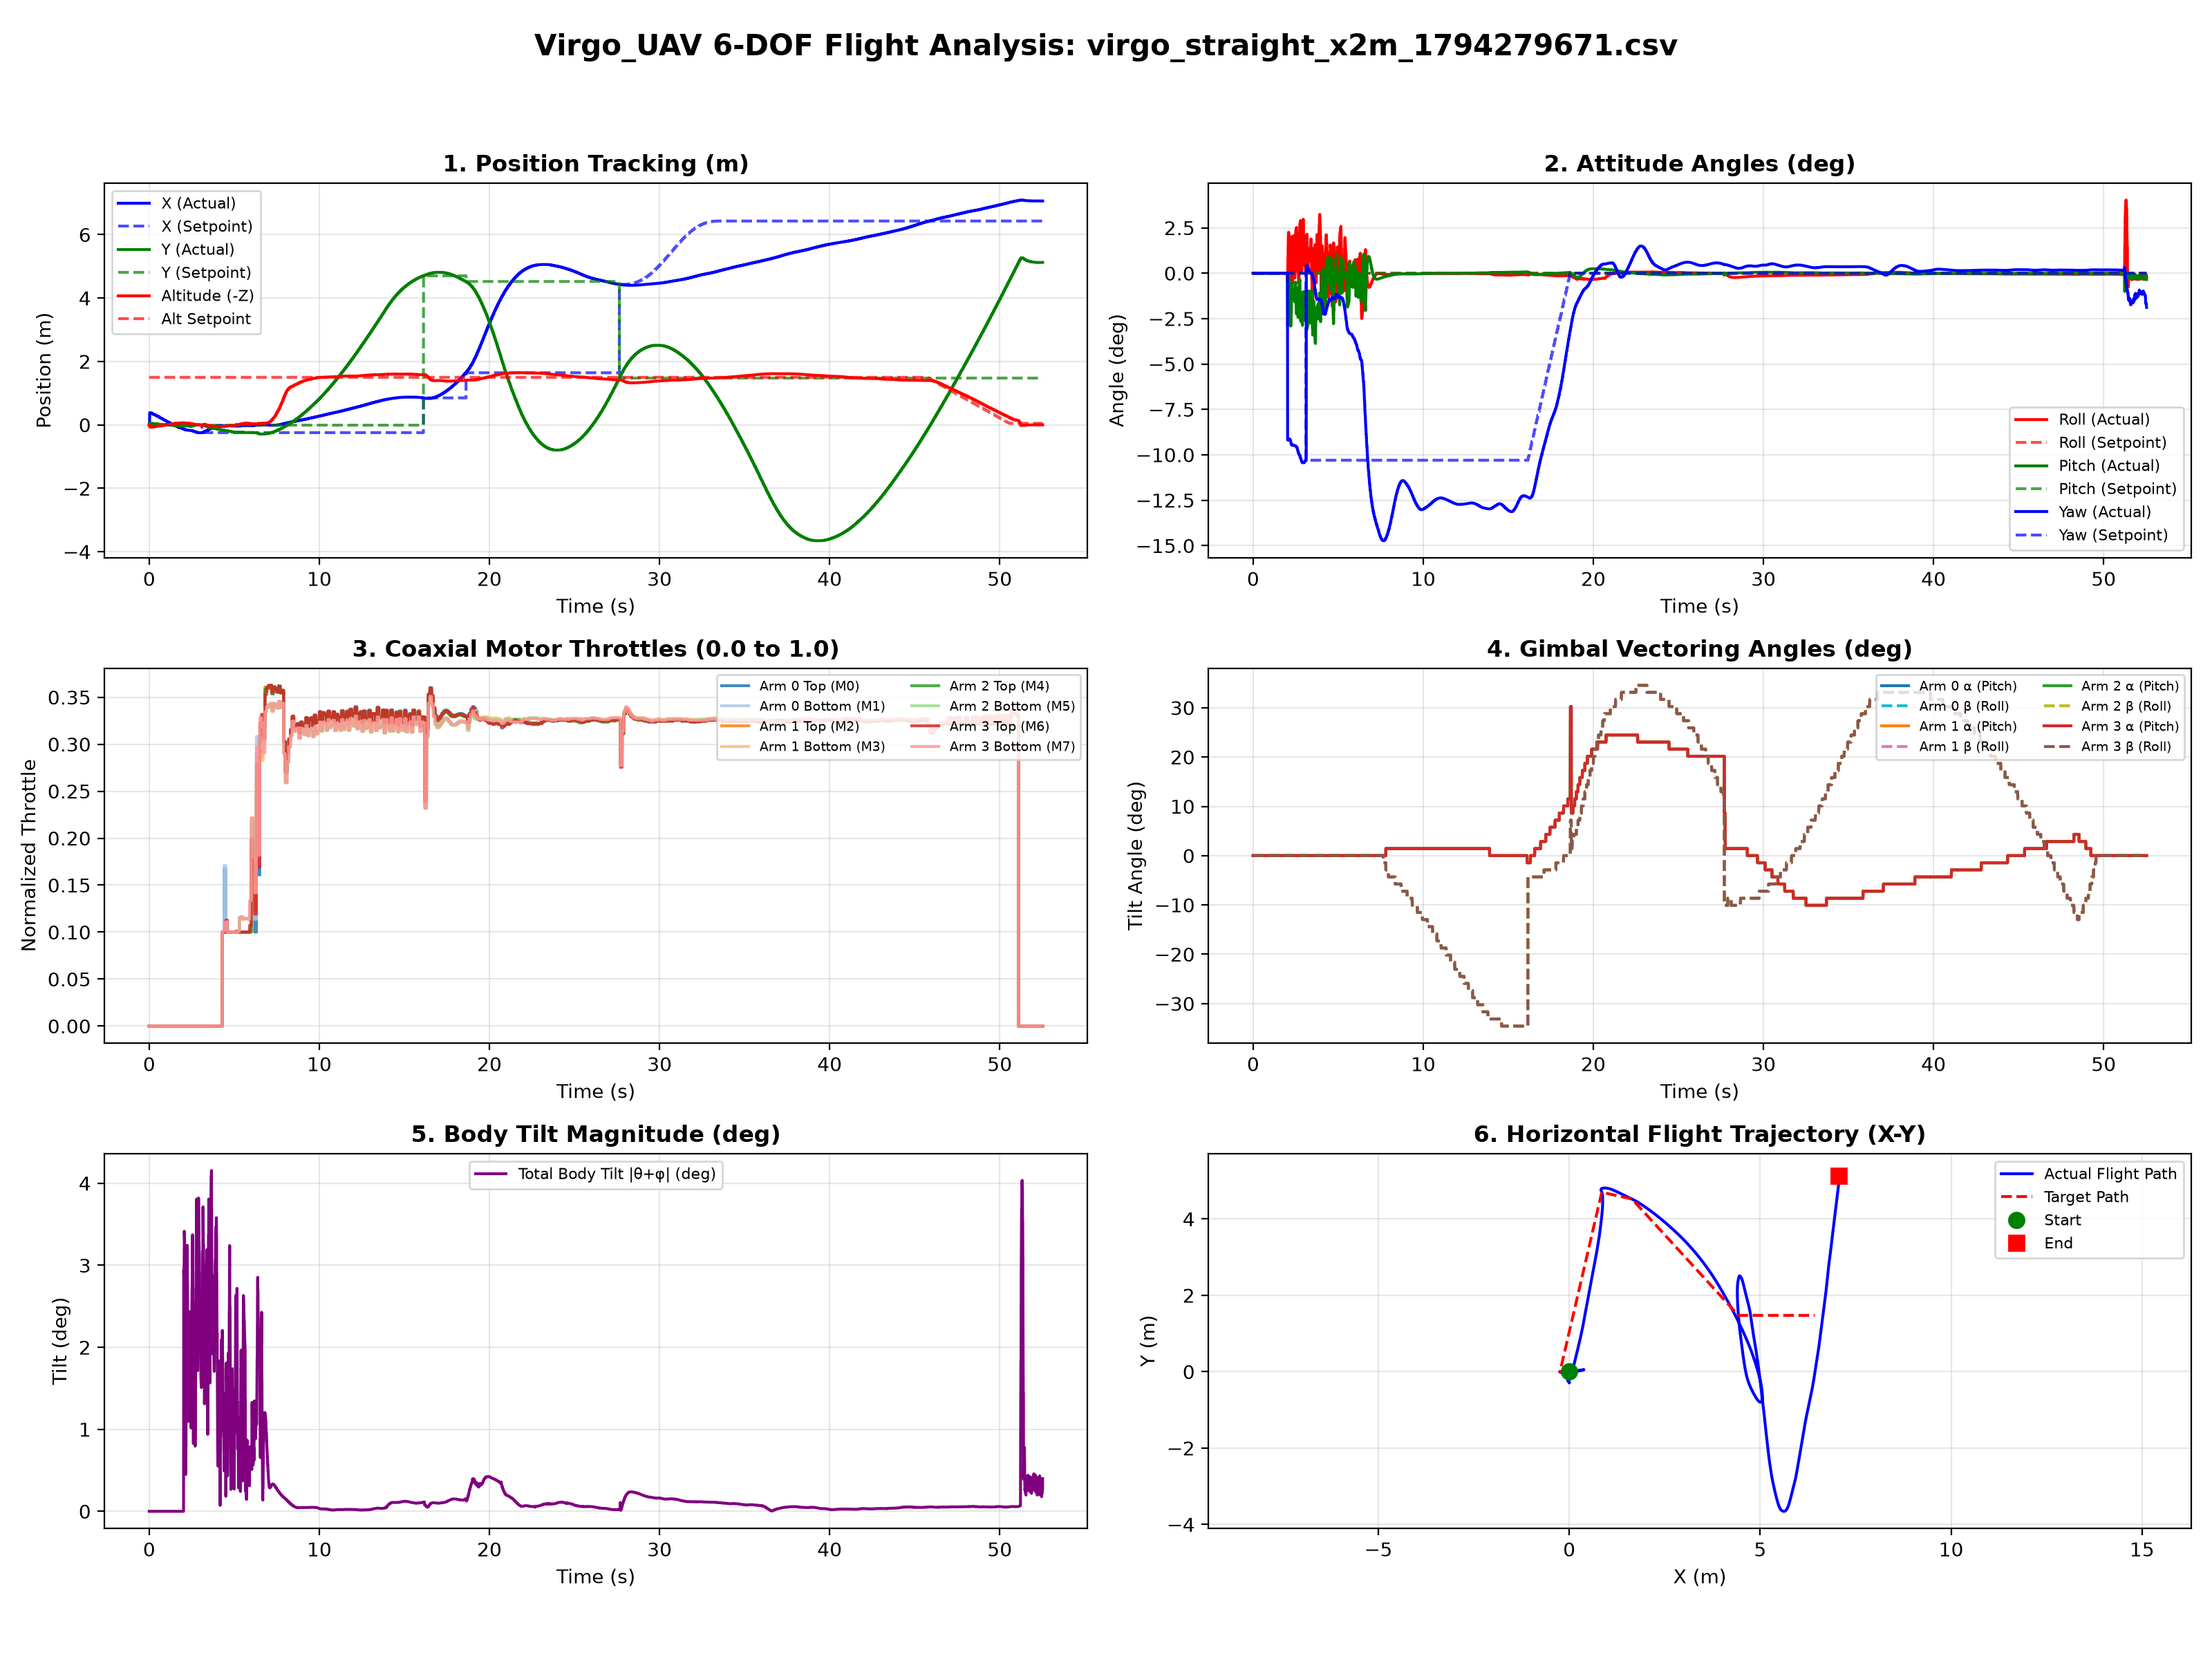 Virgo_UAV 6-DOF Flight Analysis: virgo_straight_x2m_1794279671.csv
1. Position Tracking (m)
X (Actual)
X (Setpoint)
Y (Actual)
Y (Setpoint)
Altitude (-Z)
Alt Setpoint
Position (m)
6
4
2
0
−2
−4
0 10 20 30 40 50
Time (s)
2. Attitude Angles (deg)
Angle (deg)
2.5
0.0
−2.5
−5.0
−7.5
−10.0
−12.5
−15.0
Roll (Actual)
Roll (Setpoint)
Pitch (Actual)
Pitch (Setpoint)
Yaw (Actual)
Yaw (Setpoint)
0 10 20 30 40 50
Time (s)
3. Coaxial Motor Throttles (0.0 to 1.0)
Arm 0 Top (M0)
Arm 0 Bottom (M1)
Arm 1 Top (M2)
Arm 1 Bottom (M3)
Arm 2 Top (M4)
Arm 2 Bottom (M5)
Arm 3 Top (M6)
Arm 3 Bottom (M7)
Normalized Throttle
0.35
0.30
0.25
0.20
0.15
0.10
0.05
0.00
0 10 20 30 40 50
Time (s)
4. Gimbal Vectoring Angles (deg)
Arm 0 α (Pitch)
Arm 0 β (Roll)
Arm 1 α (Pitch)
Arm 1 β (Roll)
Arm 2 α (Pitch)
Arm 2 β (Roll)
Arm 3 α (Pitch)
Arm 3 β (Roll)
Tilt Angle (deg)
30
20
10
0
−10
−20
−30
0 10 20 30 40 50
Time (s)
5. Body Tilt Magnitude (deg)
Total Body Tilt |θ+φ| (deg)
Tilt (deg)
4
3
2
1
0
0 10 20 30 40 50
Time (s)
6. Horizontal Flight Trajectory (X-Y)
Actual Flight Path
Target Path
Start
End
Y (m)
4
2
0
−2
−4
−5 0 5 10 15
X (m)